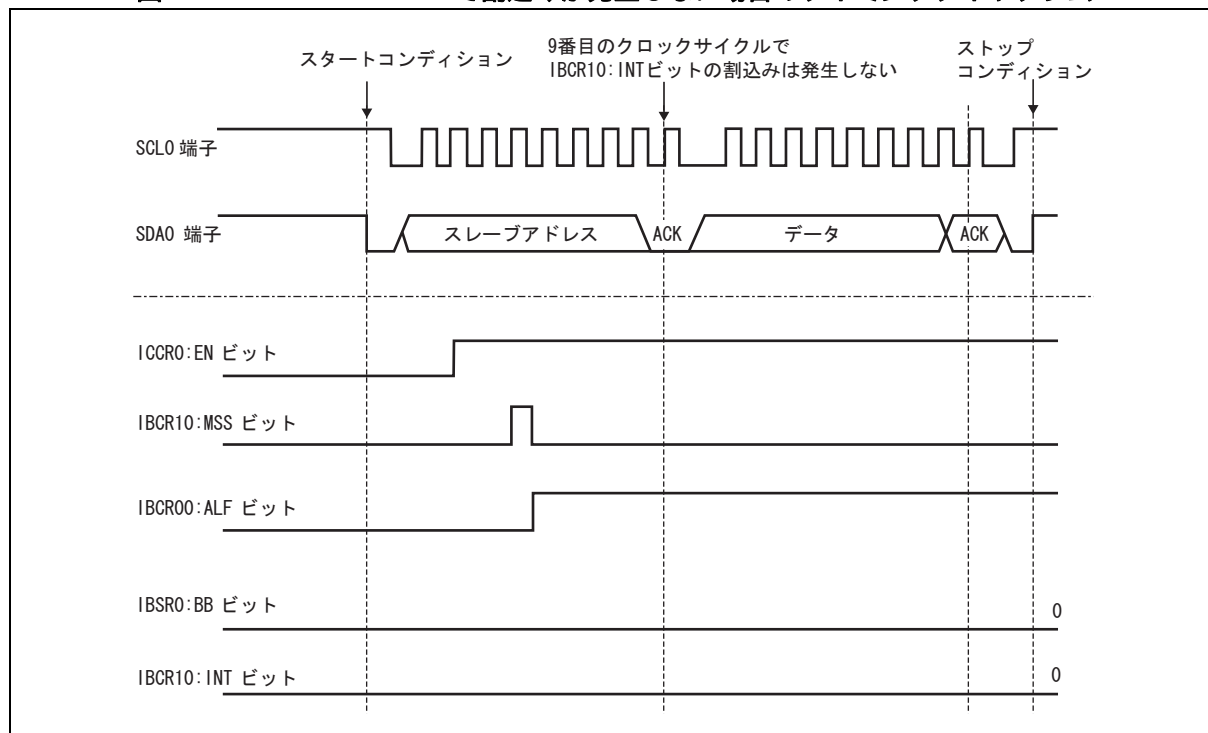 スタートコンディション
9番目のクロックサイクルで
IBCR10:INTビットの割込みは発生しない
ストップ
コンディション
SCL0 端子
SDA0 端子
スレーブアドレス
ACK
データ
ACK
ICCR0:EN ビット
IBCR10:MSS ビット
IBCR00:ALF ビット
IBSR0:BB ビット
0
IBCR10:INT ビット
0